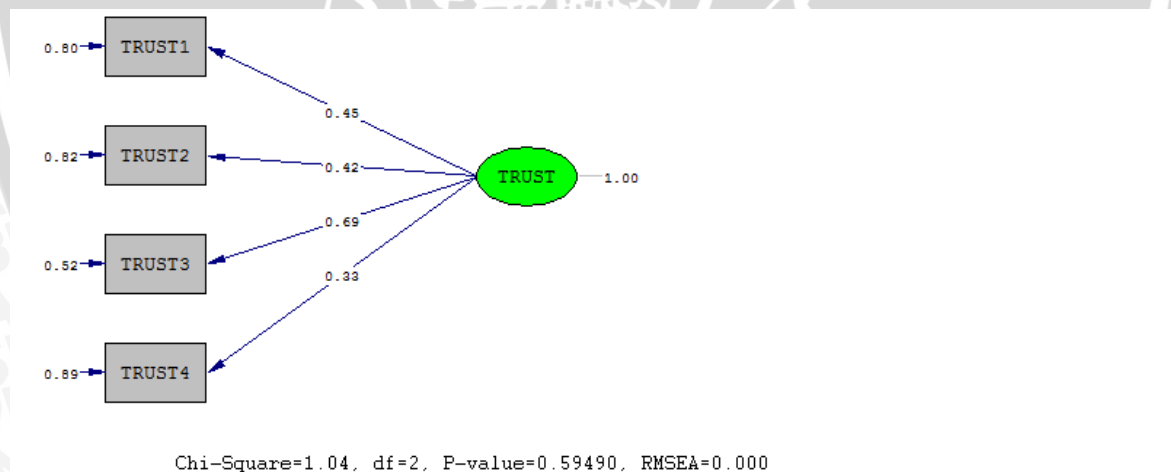 0.80
TRUST1
0.45
0.82
TRUST2
0.42
TRUST
1.00
0.69
0.52
TRUST3
0.33
0.89
TRUST4
Chi-Square=1.04, df=2, P-value=0.59490, RMSEA=0.000